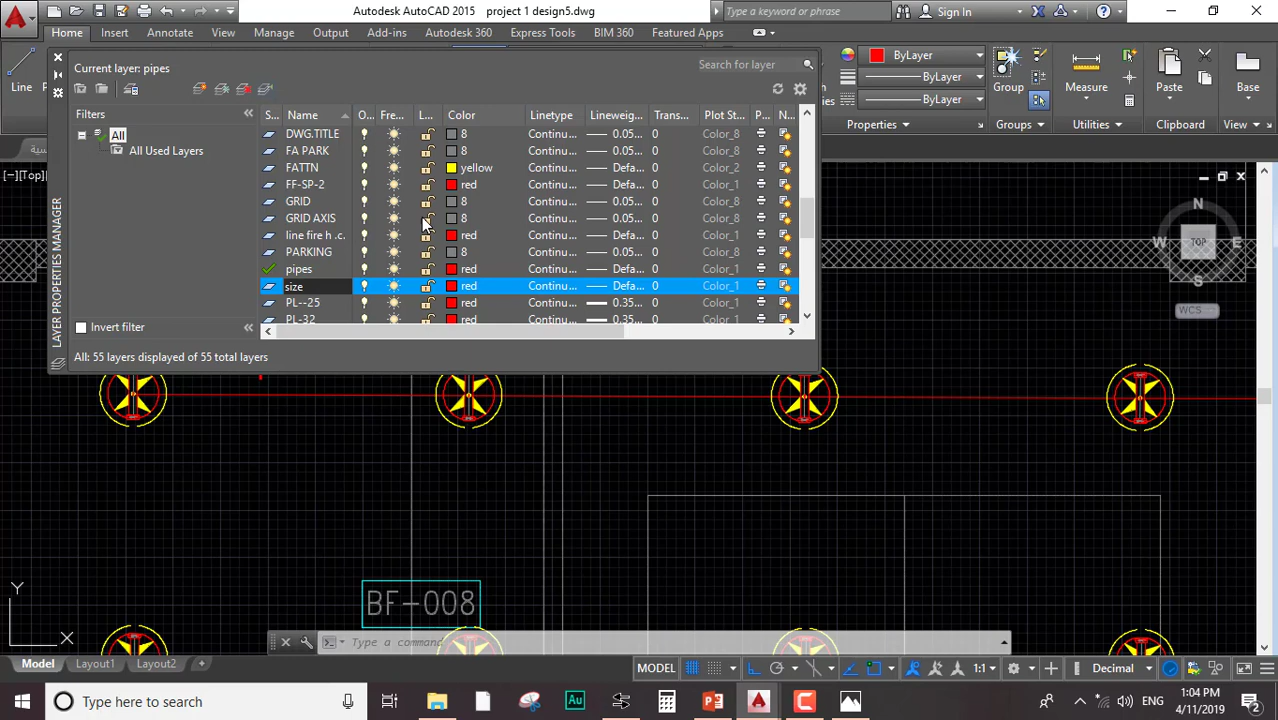 Autodesk AutoCAD 2015 project 1 design5.dwg
Type a keyword or phrase
Sign In
Home Insert Annotate View Manage Output Add-ins Autodesk 360 Express Tools BIM 360 Featured Apps
Line
Current layer: pipes
Search for layer
ByLayer
ByLayer
ByLayer
Group
Measure
Paste
Base
Properties
Groups
Utilities
Clipboard
View
Filters
S... Name O... Fre... L... Color Linetype Lineweig... Trans... Plot St... P... N...
All
All Used Layers
DWG.TITLE 8 Continu... 0.05... 0 Color_8
FA PARK 8 Continu... 0.05... 0 Color_8
FATTN yellow Continu... Defa... 0 Color_2
FF-SP-2 red Continu... Defa... 0 Color_1
GRID 8 Continu... 0.05... 0 Color_8
GRID AXIS 8 Continu... 0.05... 0 Color_8
line fire h .c. red Continu... Defa... 0 Color_1
PARKING 8 Continu... 0.05... 0 Color_8
pipes red Continu... Defa... 0 Color_1
size red Continu... Defa... 0 Color_1
PL--25 red Continu... 0.35... 0 Color_1
PL-32 red Continu... 0.35... 0 Color_1
Invert filter
All: 55 layers displayed of 55 total layers
LAYER PROPERTIES MANAGER
[−][Top]
N
W TOP E
S
WCS
BF-008
Y
X
Type a command
Model Layout1 Layout2 +
MODEL
1:1
Decimal
Type here to search
Au
ENG
1:04 PM
4/11/2019
2